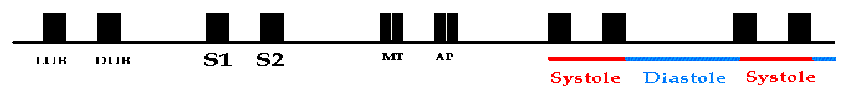 LUB DUB S1 S2 MT AP
Systole Diastole Systole